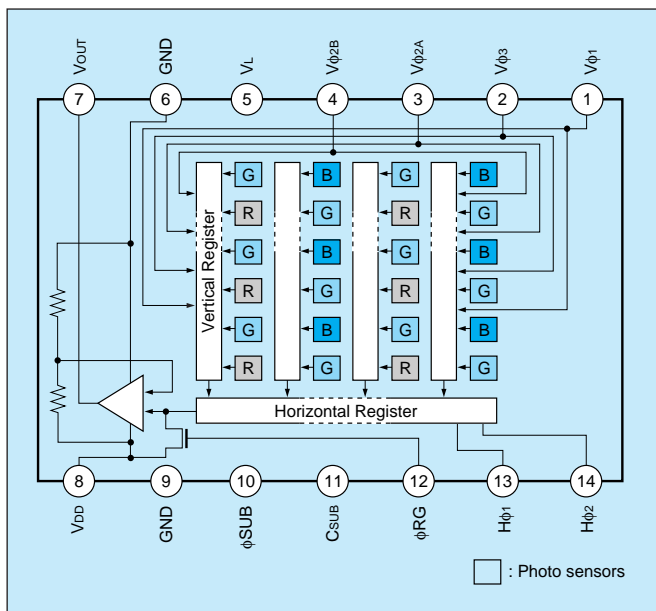 VOUT GND VL Vϕ2B Vϕ2A Vϕ3 Vϕ1
7 6 5 4 3 2 1
G B G B
R G R G
G B G B
R G R G
G B G B
R G R G
Vertical Register
Horizontal Register
8 9 10 11 12 13 14
VDD GND ϕSUB CSUB ϕRG Hϕ1 Hϕ2
: Photo sensors